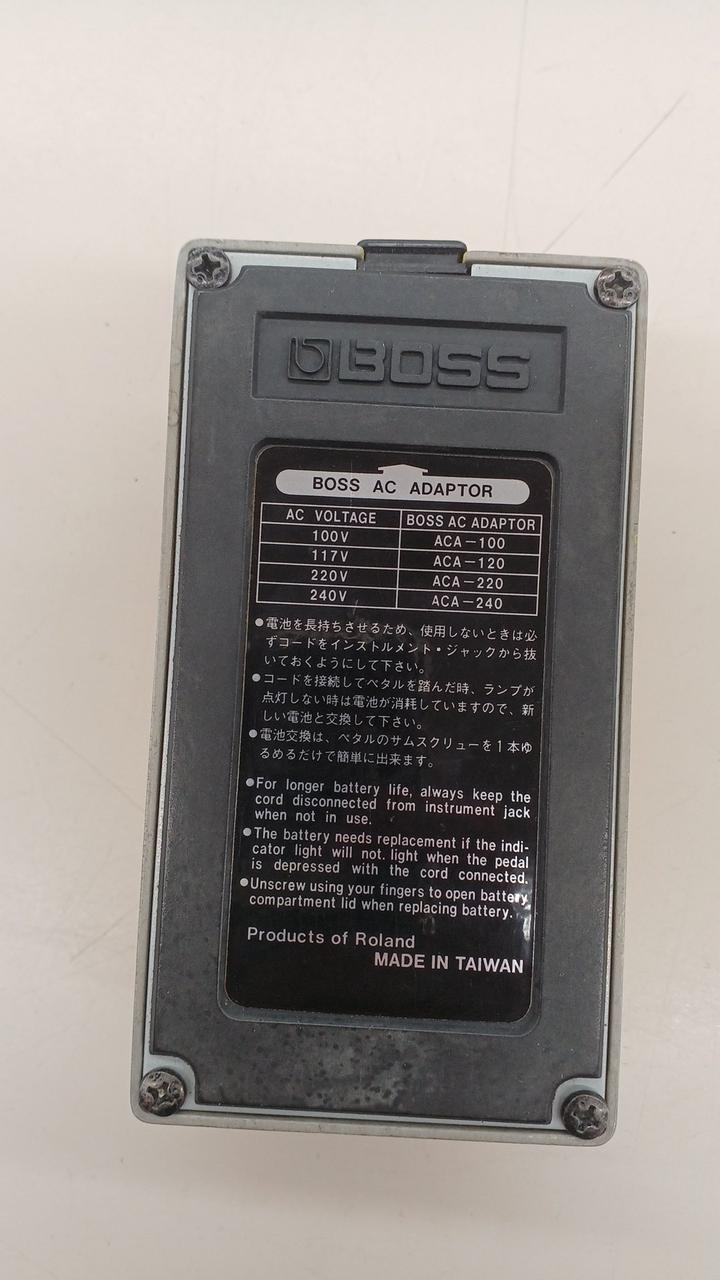 BOSS
BOSS AC ADAPTOR
AC VOLTAGE BOSS AC ADAPTOR
100V ACA-100
117V ACA-120
220V ACA-220
240V ACA-240
●電池を長持ちさせるため、使用しないときは必
ずコードをインストルメント・ジャックから抜
いておくようにして下さい。
●コードを接続してペタルを踏んだ時、ランプが
点灯しない時は電池が消耗していますので、新
しい電池と交換して下さい。
●電池交換は、ペタルのサムスクリューを1本ゆ
るめるだけで簡単に出来ます。
●For longer battery life, always keep the
cord disconnected from instrument jack
when not in use.
●The battery needs replacement if the indi-
cator light will not. light when the pedal
is depressed with the cord connected.
●Unscrew using your fingers to open battery
compartment lid when replacing battery.
Products of Roland
MADE IN TAIWAN